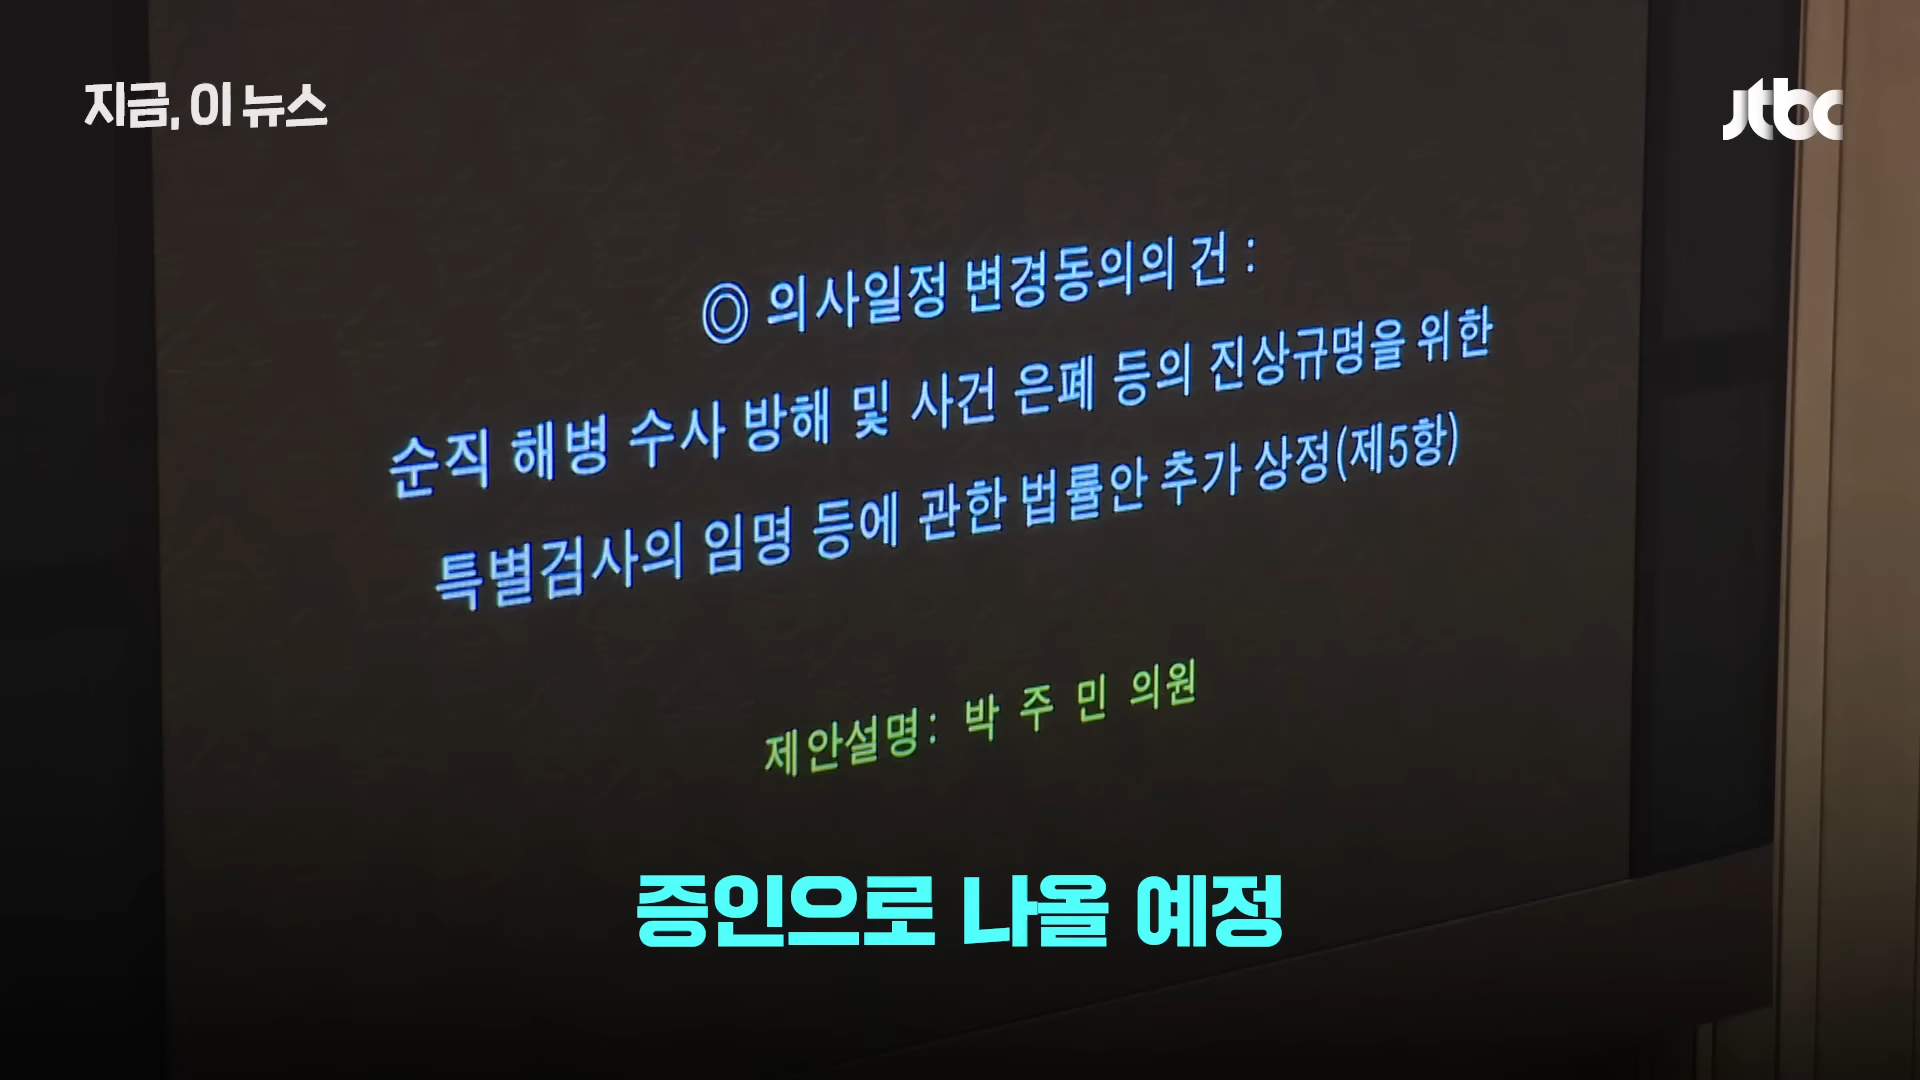 지금, 이 뉴스
jtbc
◎ 의사일정 변경동의의 건 :
순직 해병 수사 방해 및 사건 은폐 등의 진상규명을 위한
특별검사의 임명 등에 관한 법률안 추가 상정(제5항)
제안설명: 박 주 민 의원
증인으로 나올 예정